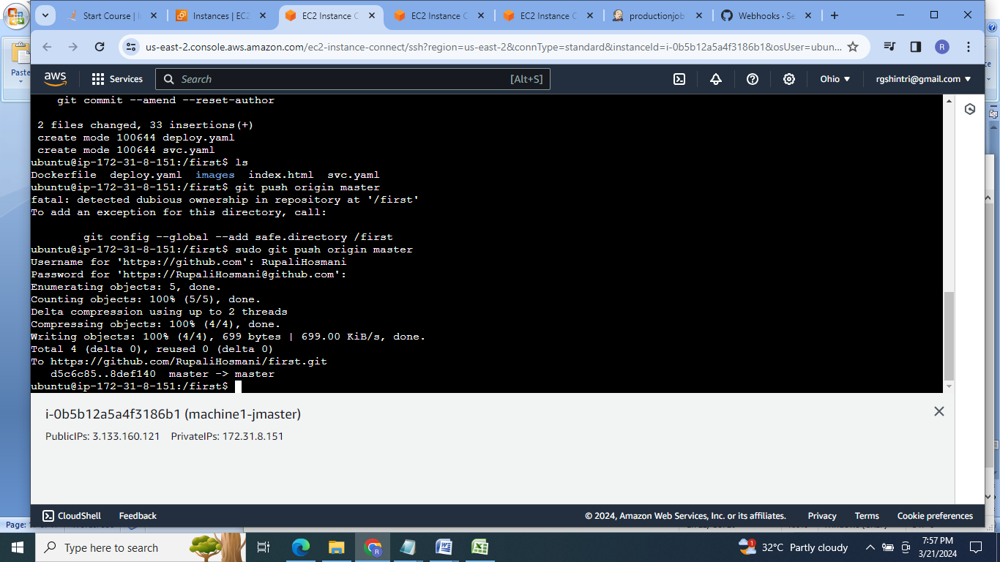 Start Course | I
Instances | EC2
EC2 Instance C
EC2 Instance C
EC2 Instance C
productionjob
Webhooks · Se
us-east-2.console.aws.amazon.com/ec2-instance-connect/ssh?region=us-east-2&connType=standard&instanceId=i-0b5b12a5a4f3186b1&osUser=ubun...
R
Paste
aws
Services
Search
[Alt+S]
Ohio
rgshintri@gmail.com
git commit --amend --reset-author
2 files changed, 33 insertions(+)
create mode 100644 deploy.yaml
create mode 100644 svc.yaml
ubuntu@ip-172-31-8-151:/first$ ls
Dockerfile deploy.yaml images index.html svc.yaml
ubuntu@ip-172-31-8-151:/first$ git push origin master
fatal: detected dubious ownership in repository at '/first'
To add an exception for this directory, call:
git config --global --add safe.directory /first
ubuntu@ip-172-31-8-151:/first$ sudo git push origin master
Username for 'https://github.com': RupaliHosmani
Password for 'https://RupaliHosmani@github.com':
Enumerating objects: 5, done.
Counting objects: 100% (5/5), done.
Delta compression using up to 2 threads
Compressing objects: 100% (4/4), done.
Writing objects: 100% (4/4), 699 bytes | 699.00 KiB/s, done.
Total 4 (delta 0), reused 0 (delta 0)
To https://github.com/RupaliHosmani/first.git
d5c6c85..8def140 master -> master
ubuntu@ip-172-31-8-151:/first$
i-0b5b12a5a4f3186b1 (machine1-jmaster)
PublicIPs: 3.133.160.121 PrivateIPs: 172.31.8.151
CloudShell
Feedback
© 2024, Amazon Web Services, Inc. or its affiliates.
Privacy
Terms
Cookie preferences
Page:
Type here to search
1
32°C Partly cloudy
7:57 PM
3/21/2024